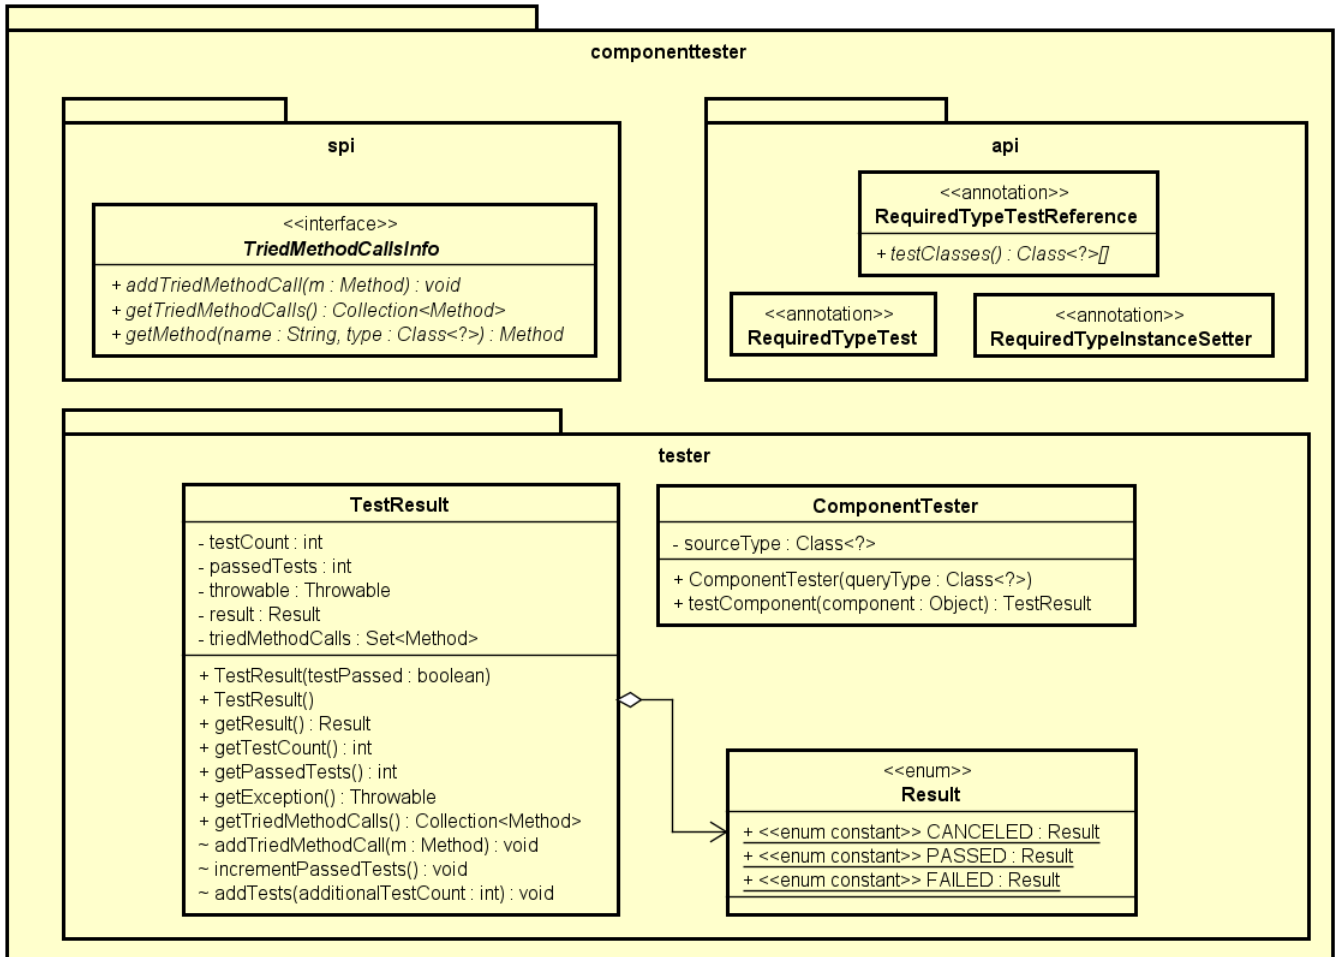 componenttester
spi
<<interface>>
TriedMethodCallsInfo
+ addTriedMethodCall(m : Method) : void
+ getTriedMethodCalls() : Collection<Method>
+ getMethod(name : String, type : Class<?>) : Method
api
<<annotation>>
RequiredTypeTestReference
+ testClasses() : Class<?>[]
<<annotation>>
RequiredTypeTest
<<annotation>>
RequiredTypeInstanceSetter
tester
TestResult
- testCount : int
- passedTests : int
- throwable : Throwable
- result : Result
- triedMethodCalls : Set<Method>
+ TestResult(testPassed : boolean)
+ TestResult()
+ getResult() : Result
+ getTestCount() : int
+ getPassedTests() : int
+ getException() : Throwable
+ getTriedMethodCalls() : Collection<Method>
~ addTriedMethodCall(m : Method) : void
~ incrementPassedTests() : void
~ addTests(additionalTestCount : int) : void
ComponentTester
- sourceType : Class<?>
+ ComponentTester(queryType : Class<?>)
+ testComponent(component : Object) : TestResult
<<enum>>
Result
+ <<enum constant>> CANCELED : Result
+ <<enum constant>> PASSED : Result
+ <<enum constant>> FAILED : Result